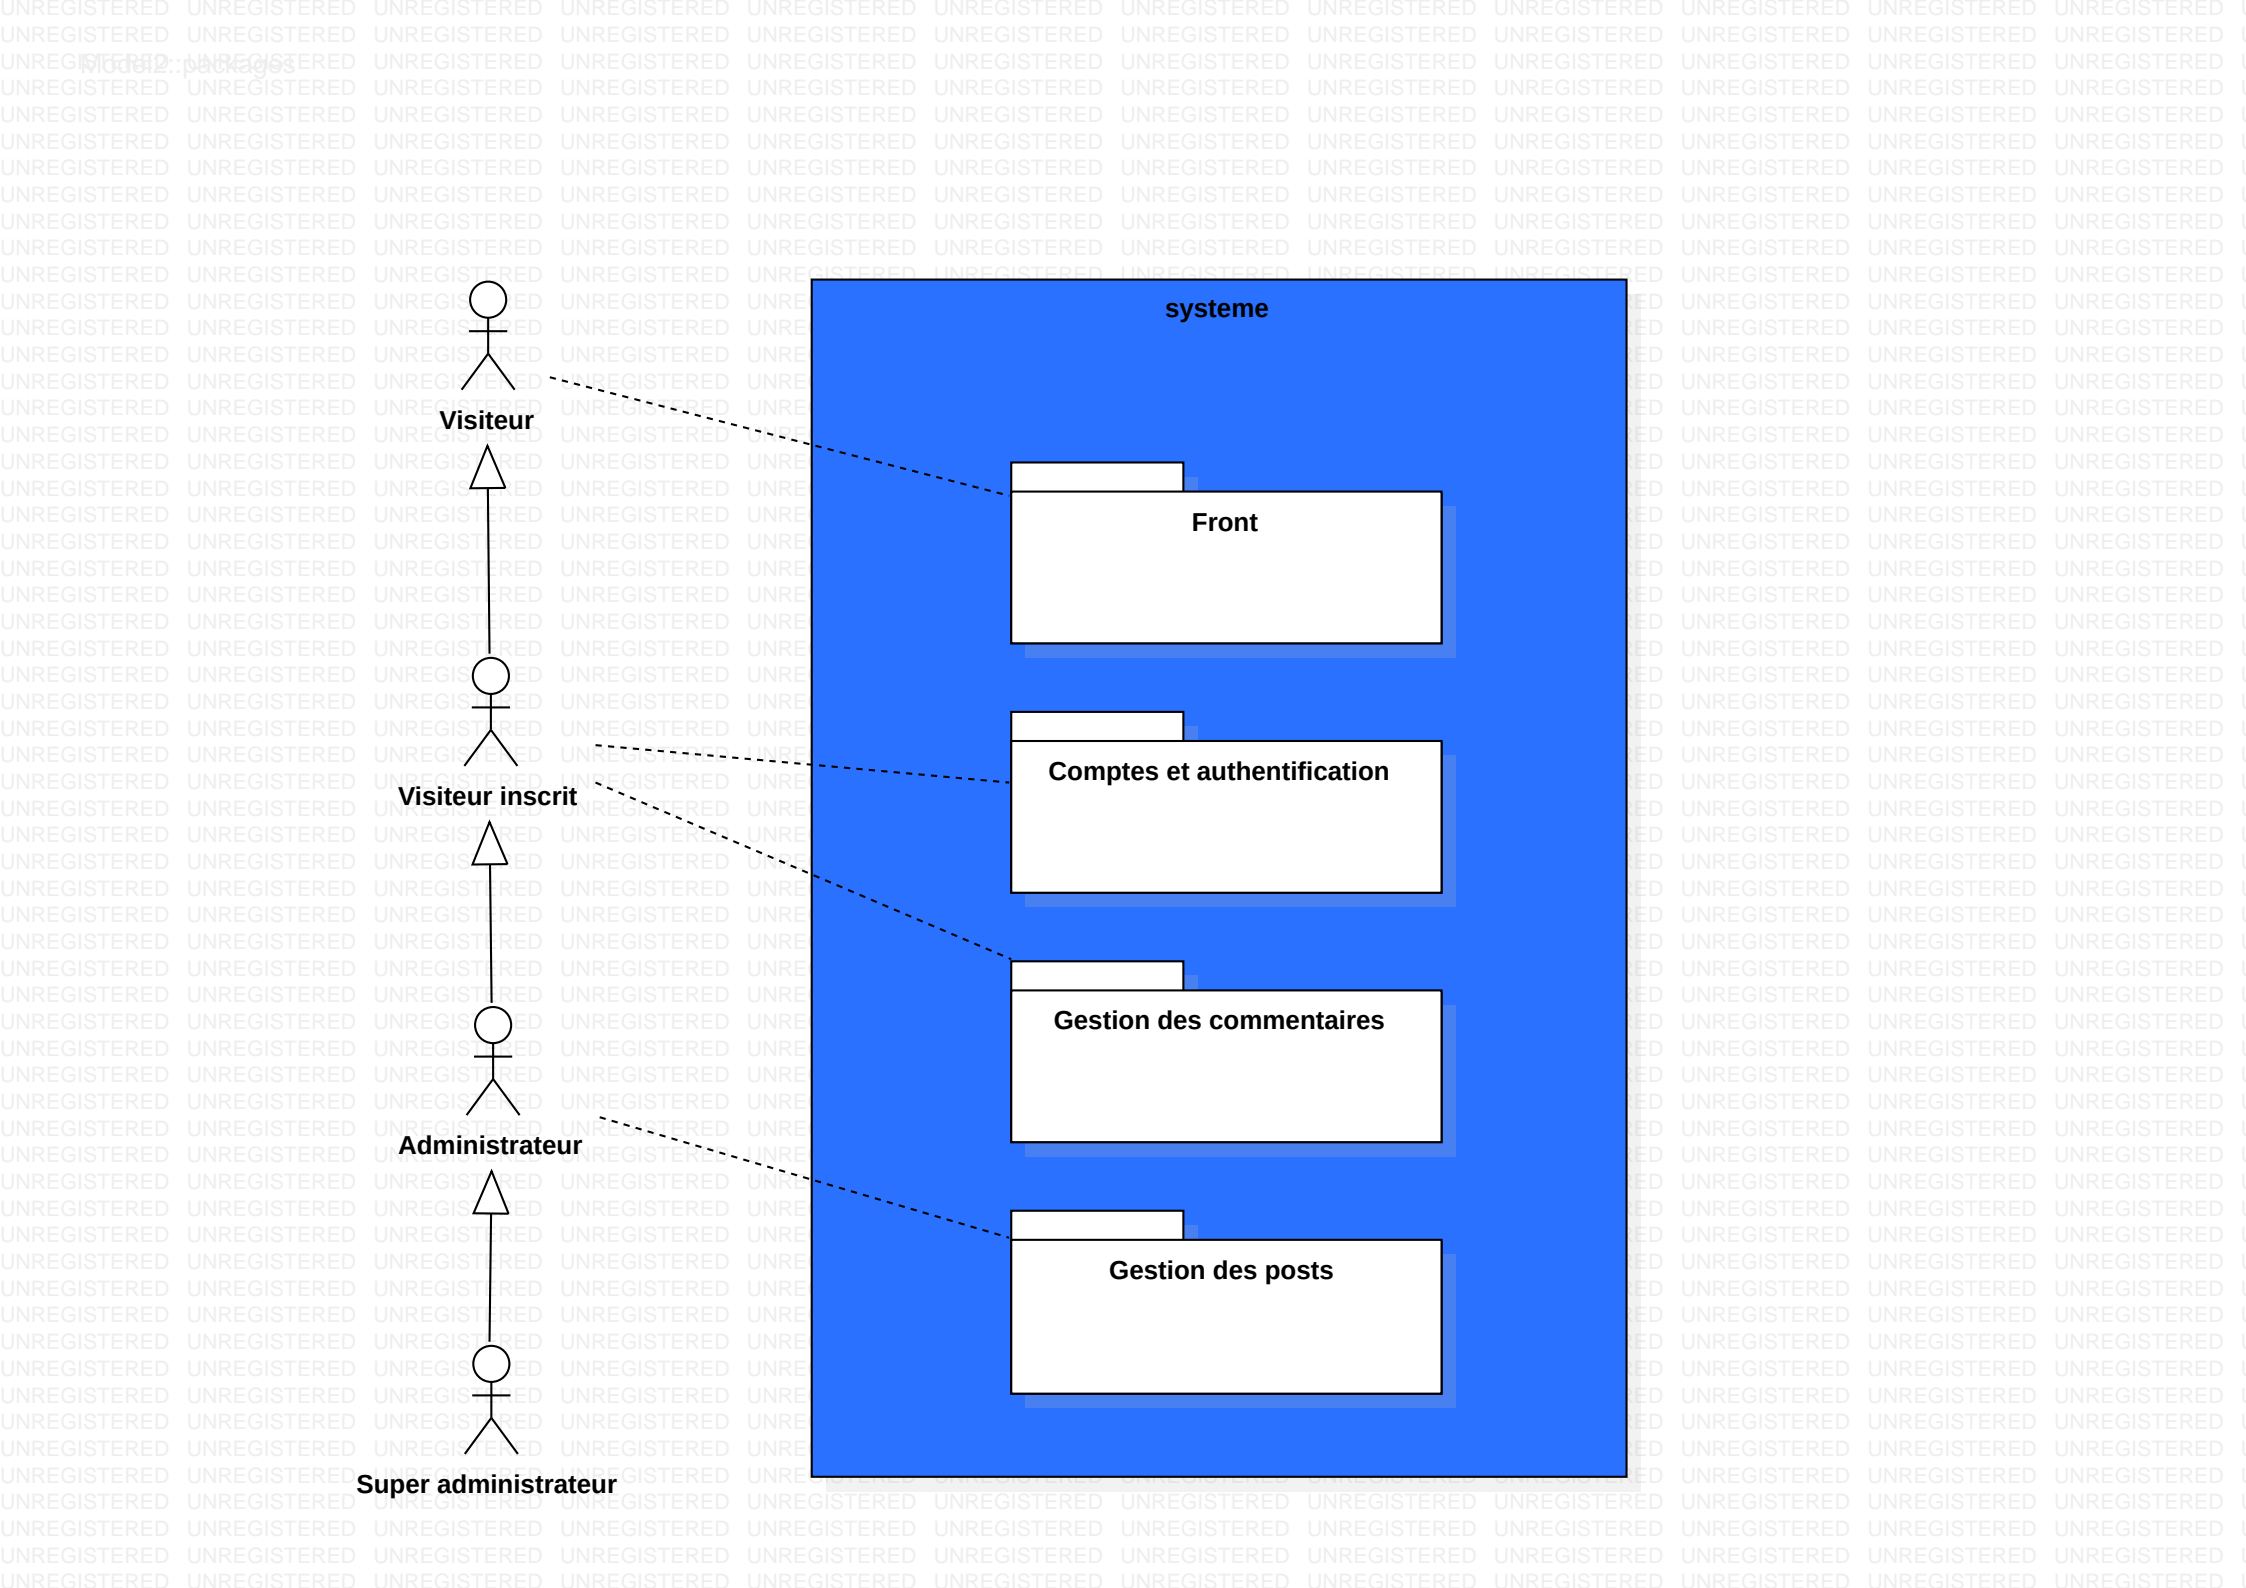 Model2::packages
systeme
Visiteur
Front
Comptes et authentification
Visiteur inscrit
Gestion des commentaires
Administrateur
Gestion des posts
Super administrateur
UNREGISTERED